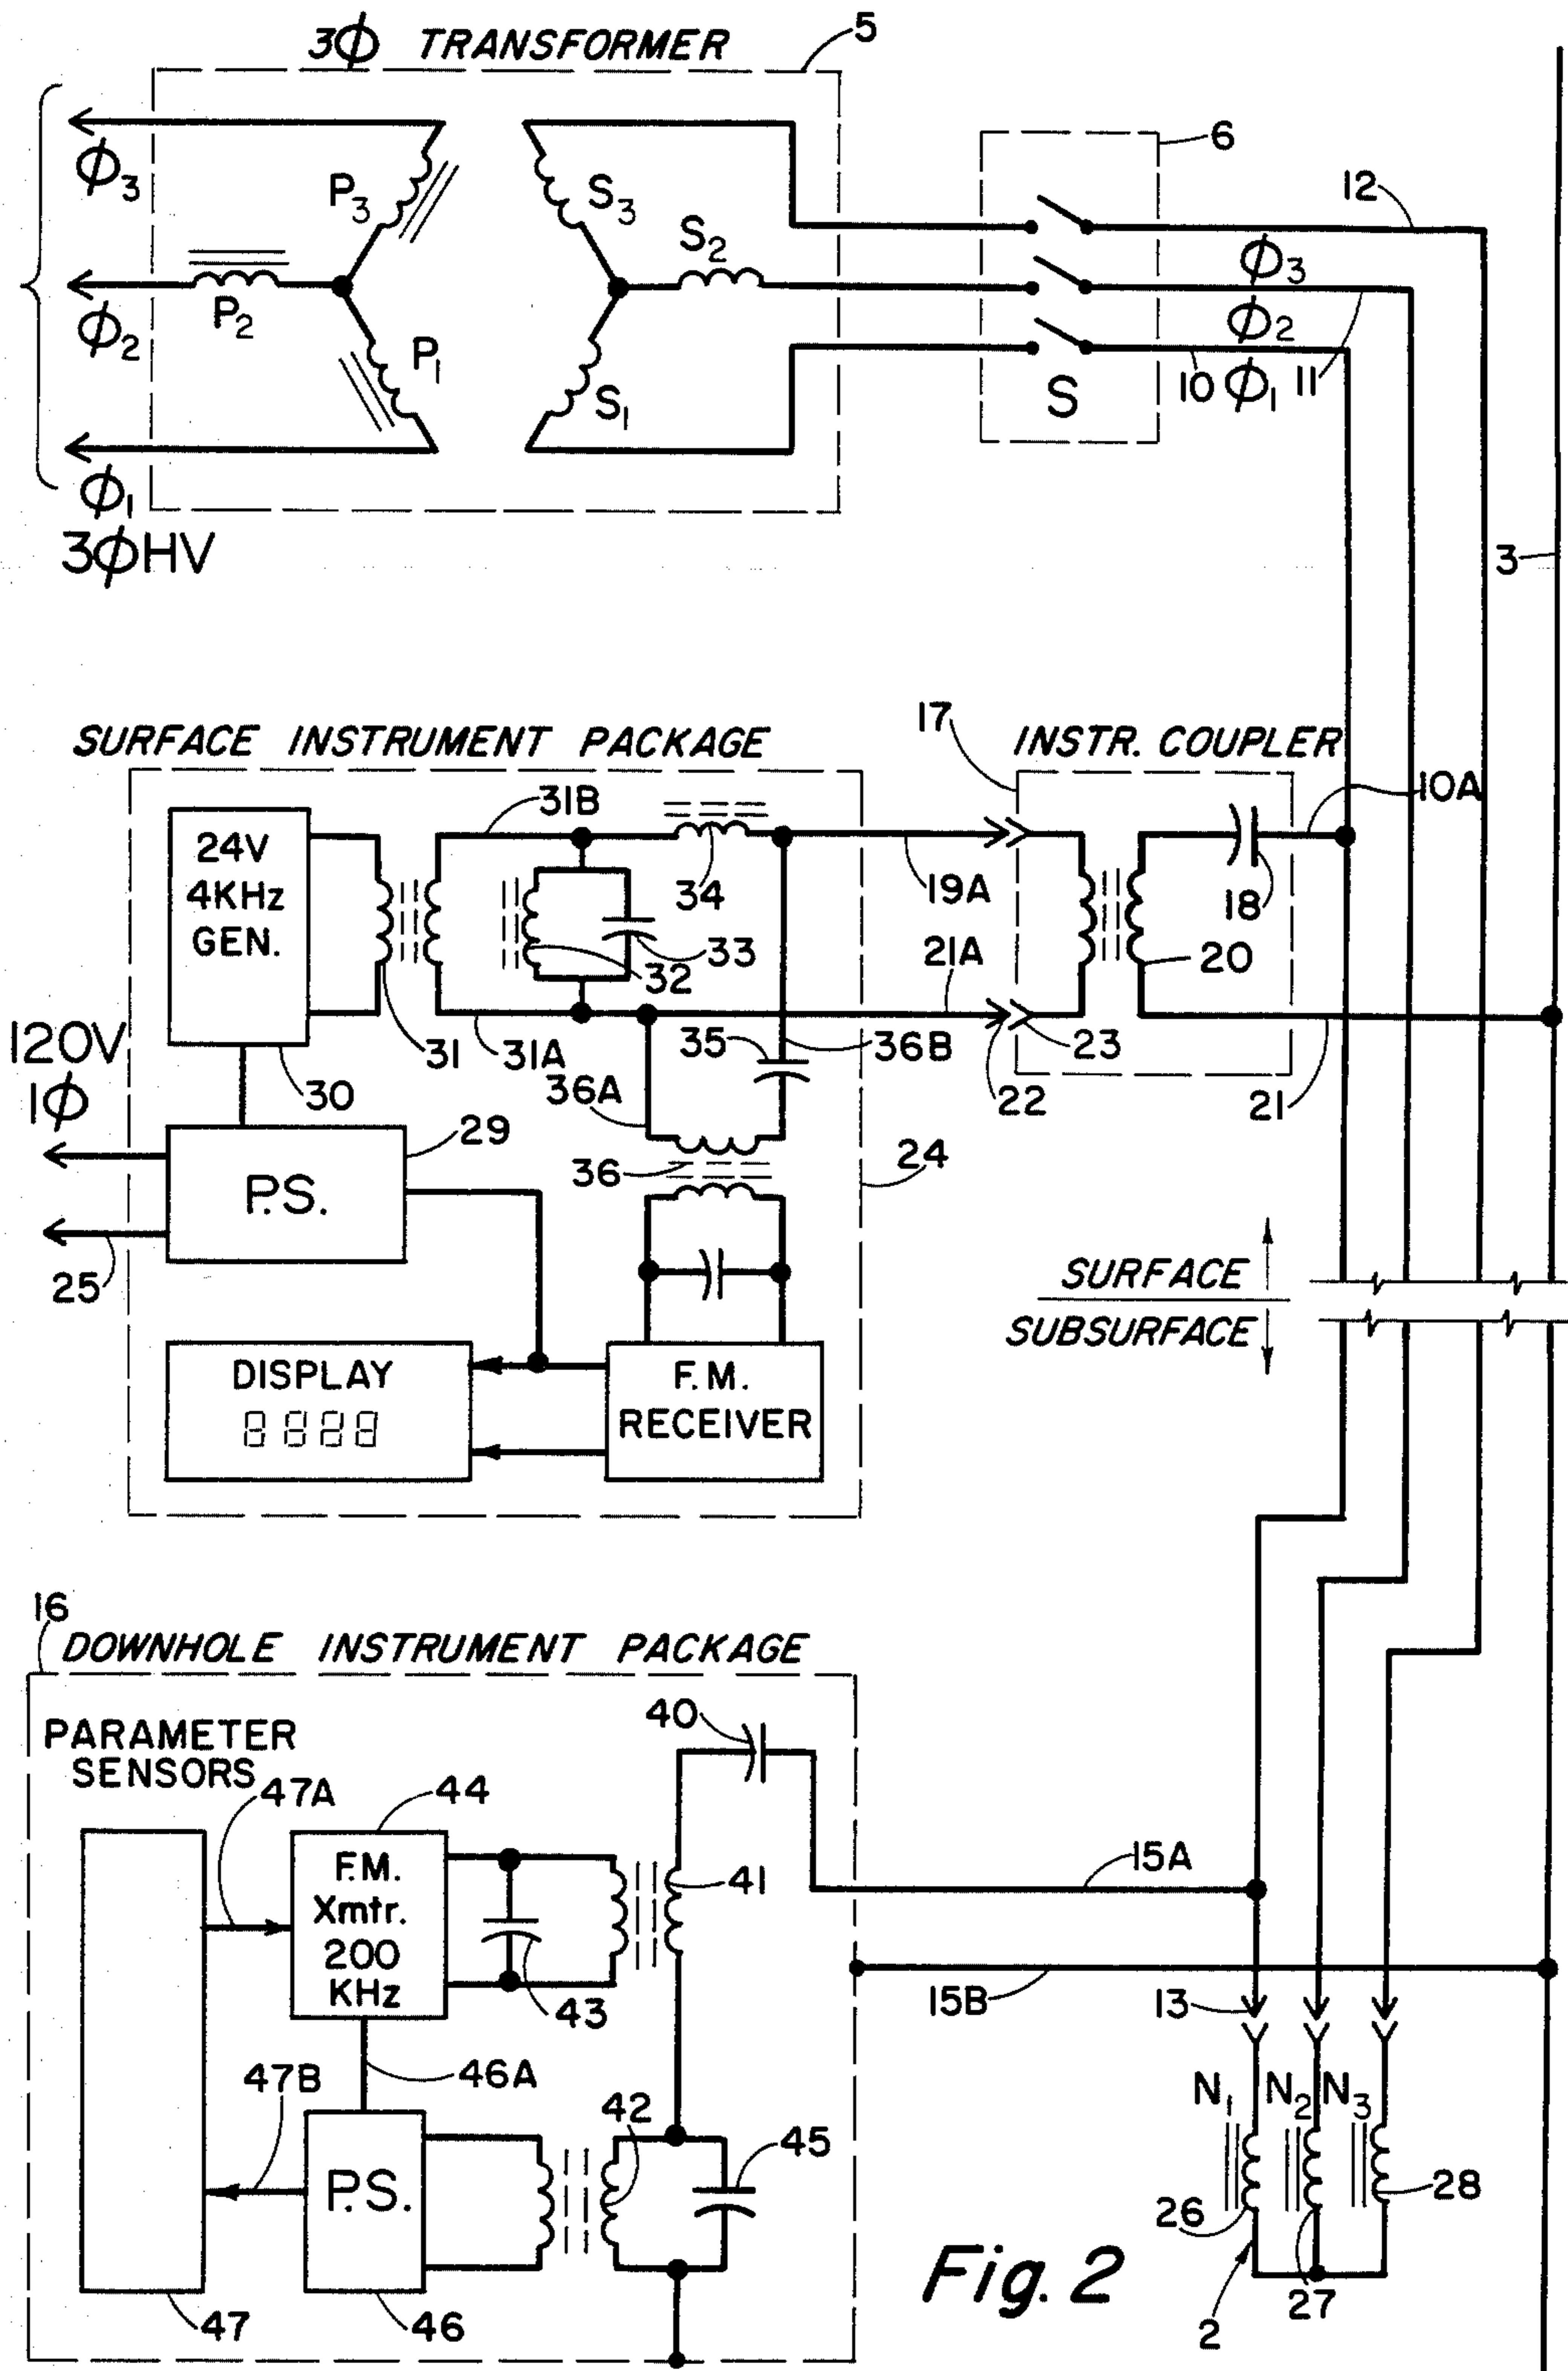 3ϕ TRANSFORMER
5
ϕ3
P3
S3
S2
6
12
ϕ3
ϕ2
P2
P1
S1
S
10
ϕ1
11
ϕ2
ϕ1
3ϕHV
3
SURFACE INSTRUMENT PACKAGE
17
INSTR. COUPLER
24V
4KHz
GEN.
31B
34
19A
10A
18
33
32
21A
20
31
31A
35
36B
23
22
21
120V
1ϕ
30
36A
29
P.S.
36
24
25
SURFACE
SUBSURFACE
DISPLAY
8888
F.M.
RECEIVER
16
DOWNHOLE INSTRUMENT PACKAGE
PARAMETER
SENSORS
47A
44
40
F.M.
Xmtr.
200
KHz
41
15A
43
15B
13
46A
47B
42
45
N1
N2
N3
P.S.
26
28
27
2
47
46
Fig. 2